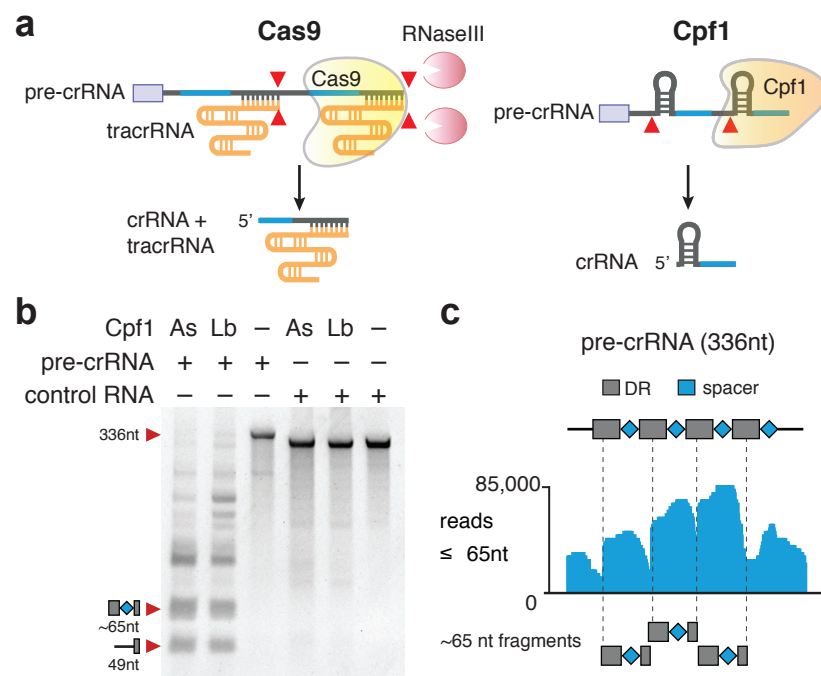 a
Cas9
RNaseIII
Cpf1
Cas9
pre-crRNA
tracrRNA
Cpf1
pre-crRNA
crRNA +
tracrRNA
5’
crRNA
5’
b
Cpf1 As Lb – As Lb –
pre-crRNA + + + – – –
control RNA – – – + + +
336nt
~65nt
49nt
c
pre-crRNA (336nt)
DR
spacer
85,000
reads
≤ 65nt
0
~65 nt fragments